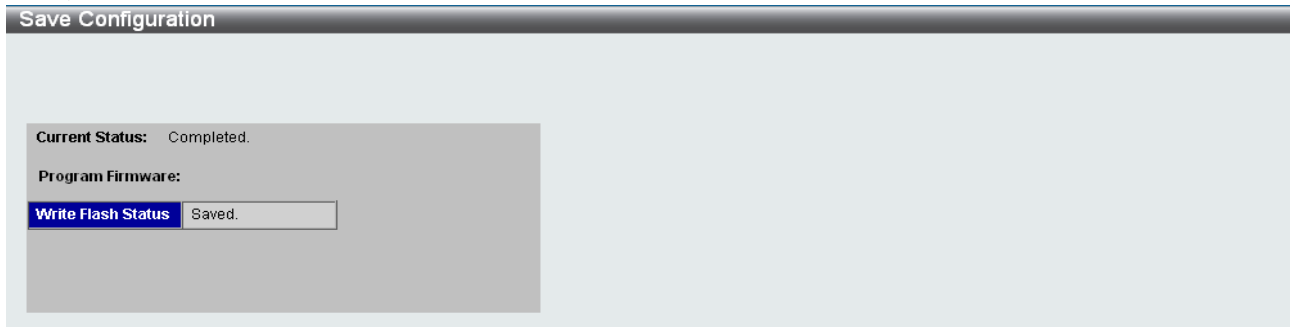 Save Configuration
Current Status: Completed.
Program Firmware:
Write Flash Status Saved.